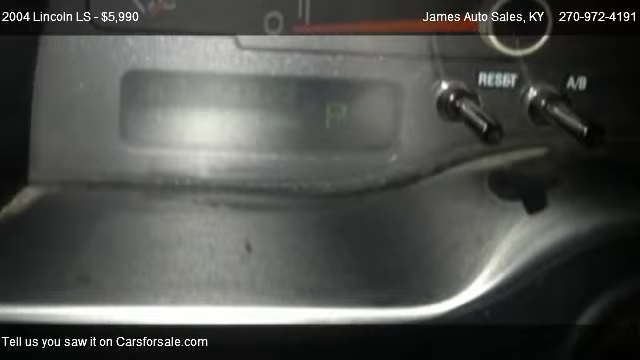 2004 Lincoln LS - $5,990
James Auto Sales, KY 270-972-4191
0
RESET
A/B
P
Tell us you saw it on Carsforsale.com